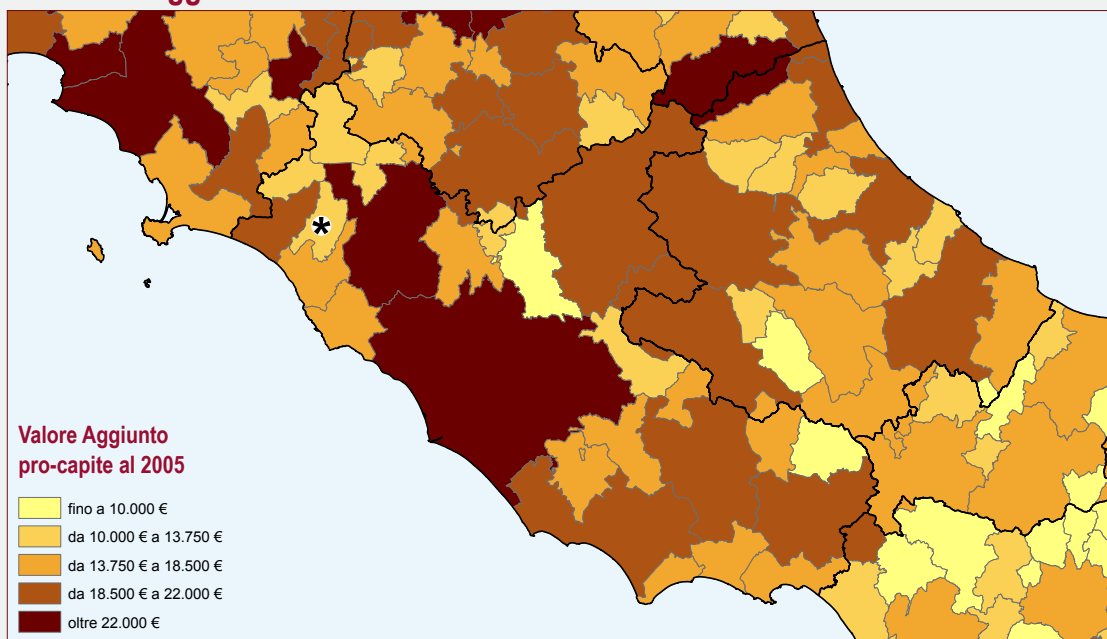 Valore Aggiunto
pro-capite al 2005
fino a 10.000 €
da 10.000 € a 13.750 €
da 13.750 € a 18.500 €
da 18.500 € a 22.000 €
oltre 22.000 €
*